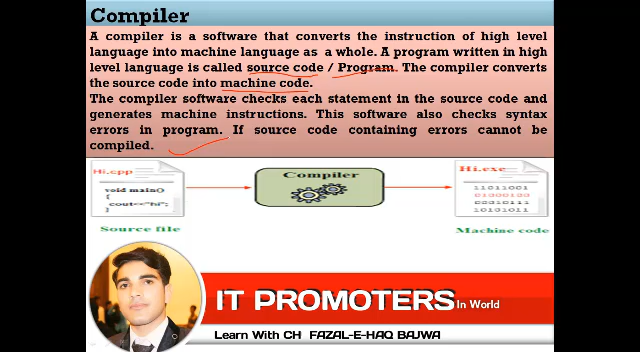 Compiler
A compiler is a software that converts the instruction of high level
language into machine language as a whole. A program written in high
level language is called source code / Program. The compiler converts
the source code into machine code.
The compiler software checks each statement in the source code and
generates machine instructions. This software also checks syntax
errors in program. If source code containing errors cannot be
compiled.
Hi.cpp
void main()
{
cout<<"hi";
}
Source file
Compiler
Hi.exe
11011001
01000100
00010111
10101011
Machine code
IT PROMOTERS In World
Learn With CH FAZAL-E-HAQ BAJWA